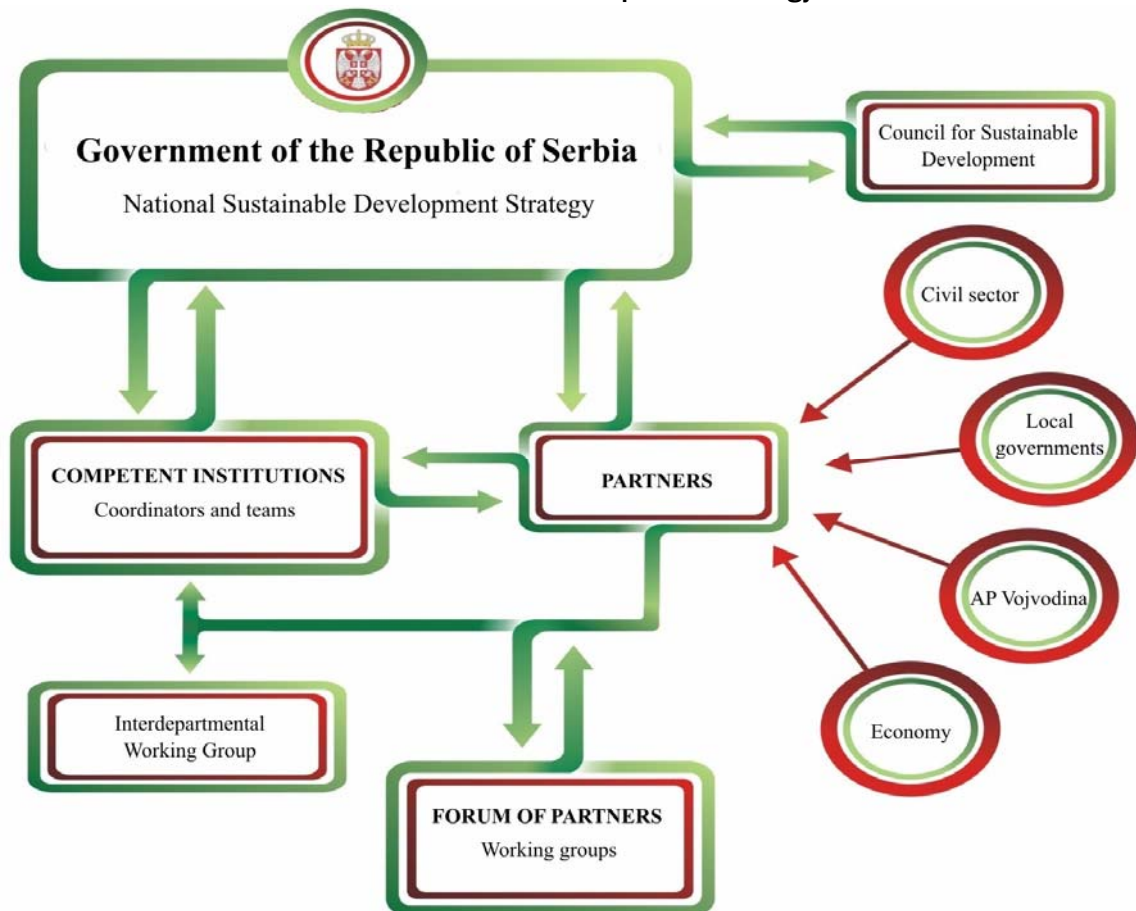 Government of the Republic of Serbia
National Sustainable Development Strategy
Council for Sustainable
Development
Civil sector
Local
governments
COMPETENT INSTITUTIONS
Coordinators and teams
PARTNERS
AP Vojvodina
Interdepartmental
Working Group
Economy
FORUM OF PARTNERS
Working groups